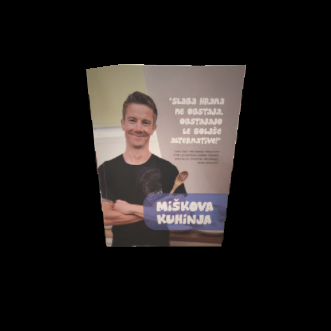 "SLABA HRANA
NE OBSTAJA,
OBSTAJAJO
LE BOLJŠE
ALTERNATIVE!"
MIŠKOVA
KUHINJA